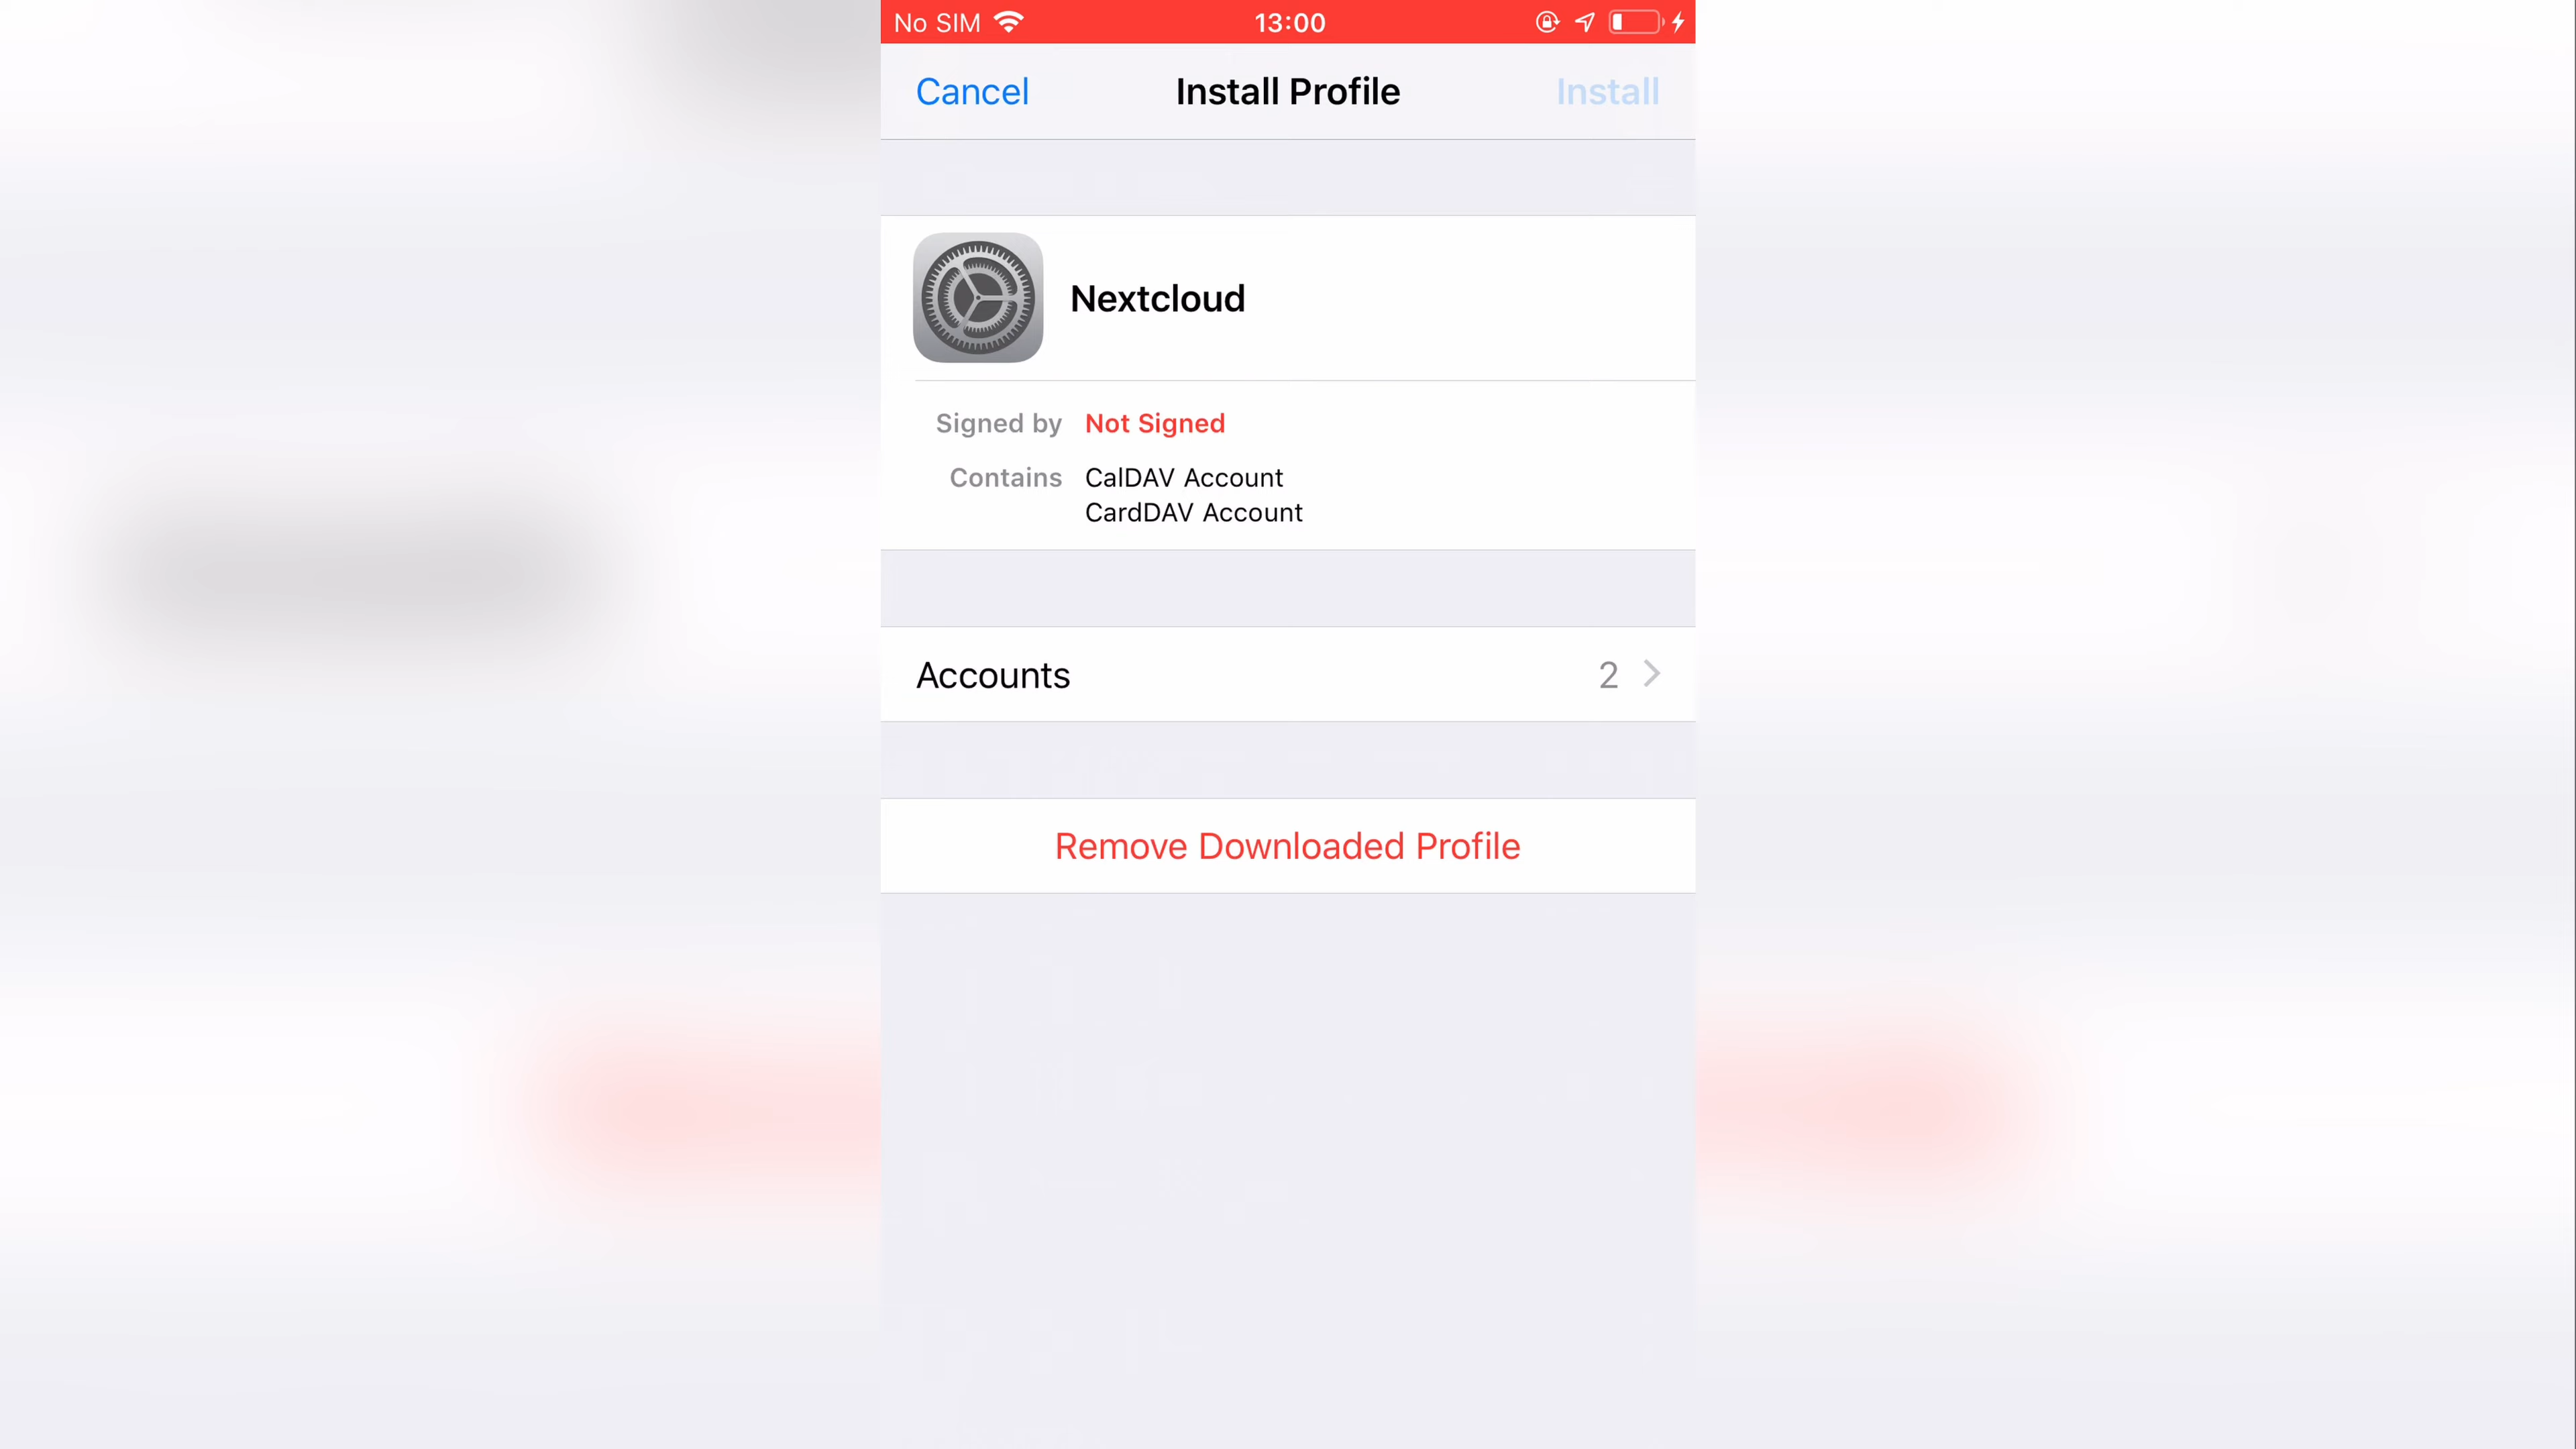 No SIM 13:00
Cancel Install Profile Install
Nextcloud
Signed by Not Signed
Contains CalDAV Account
CardDAV Account
Accounts 2
Remove Downloaded Profile